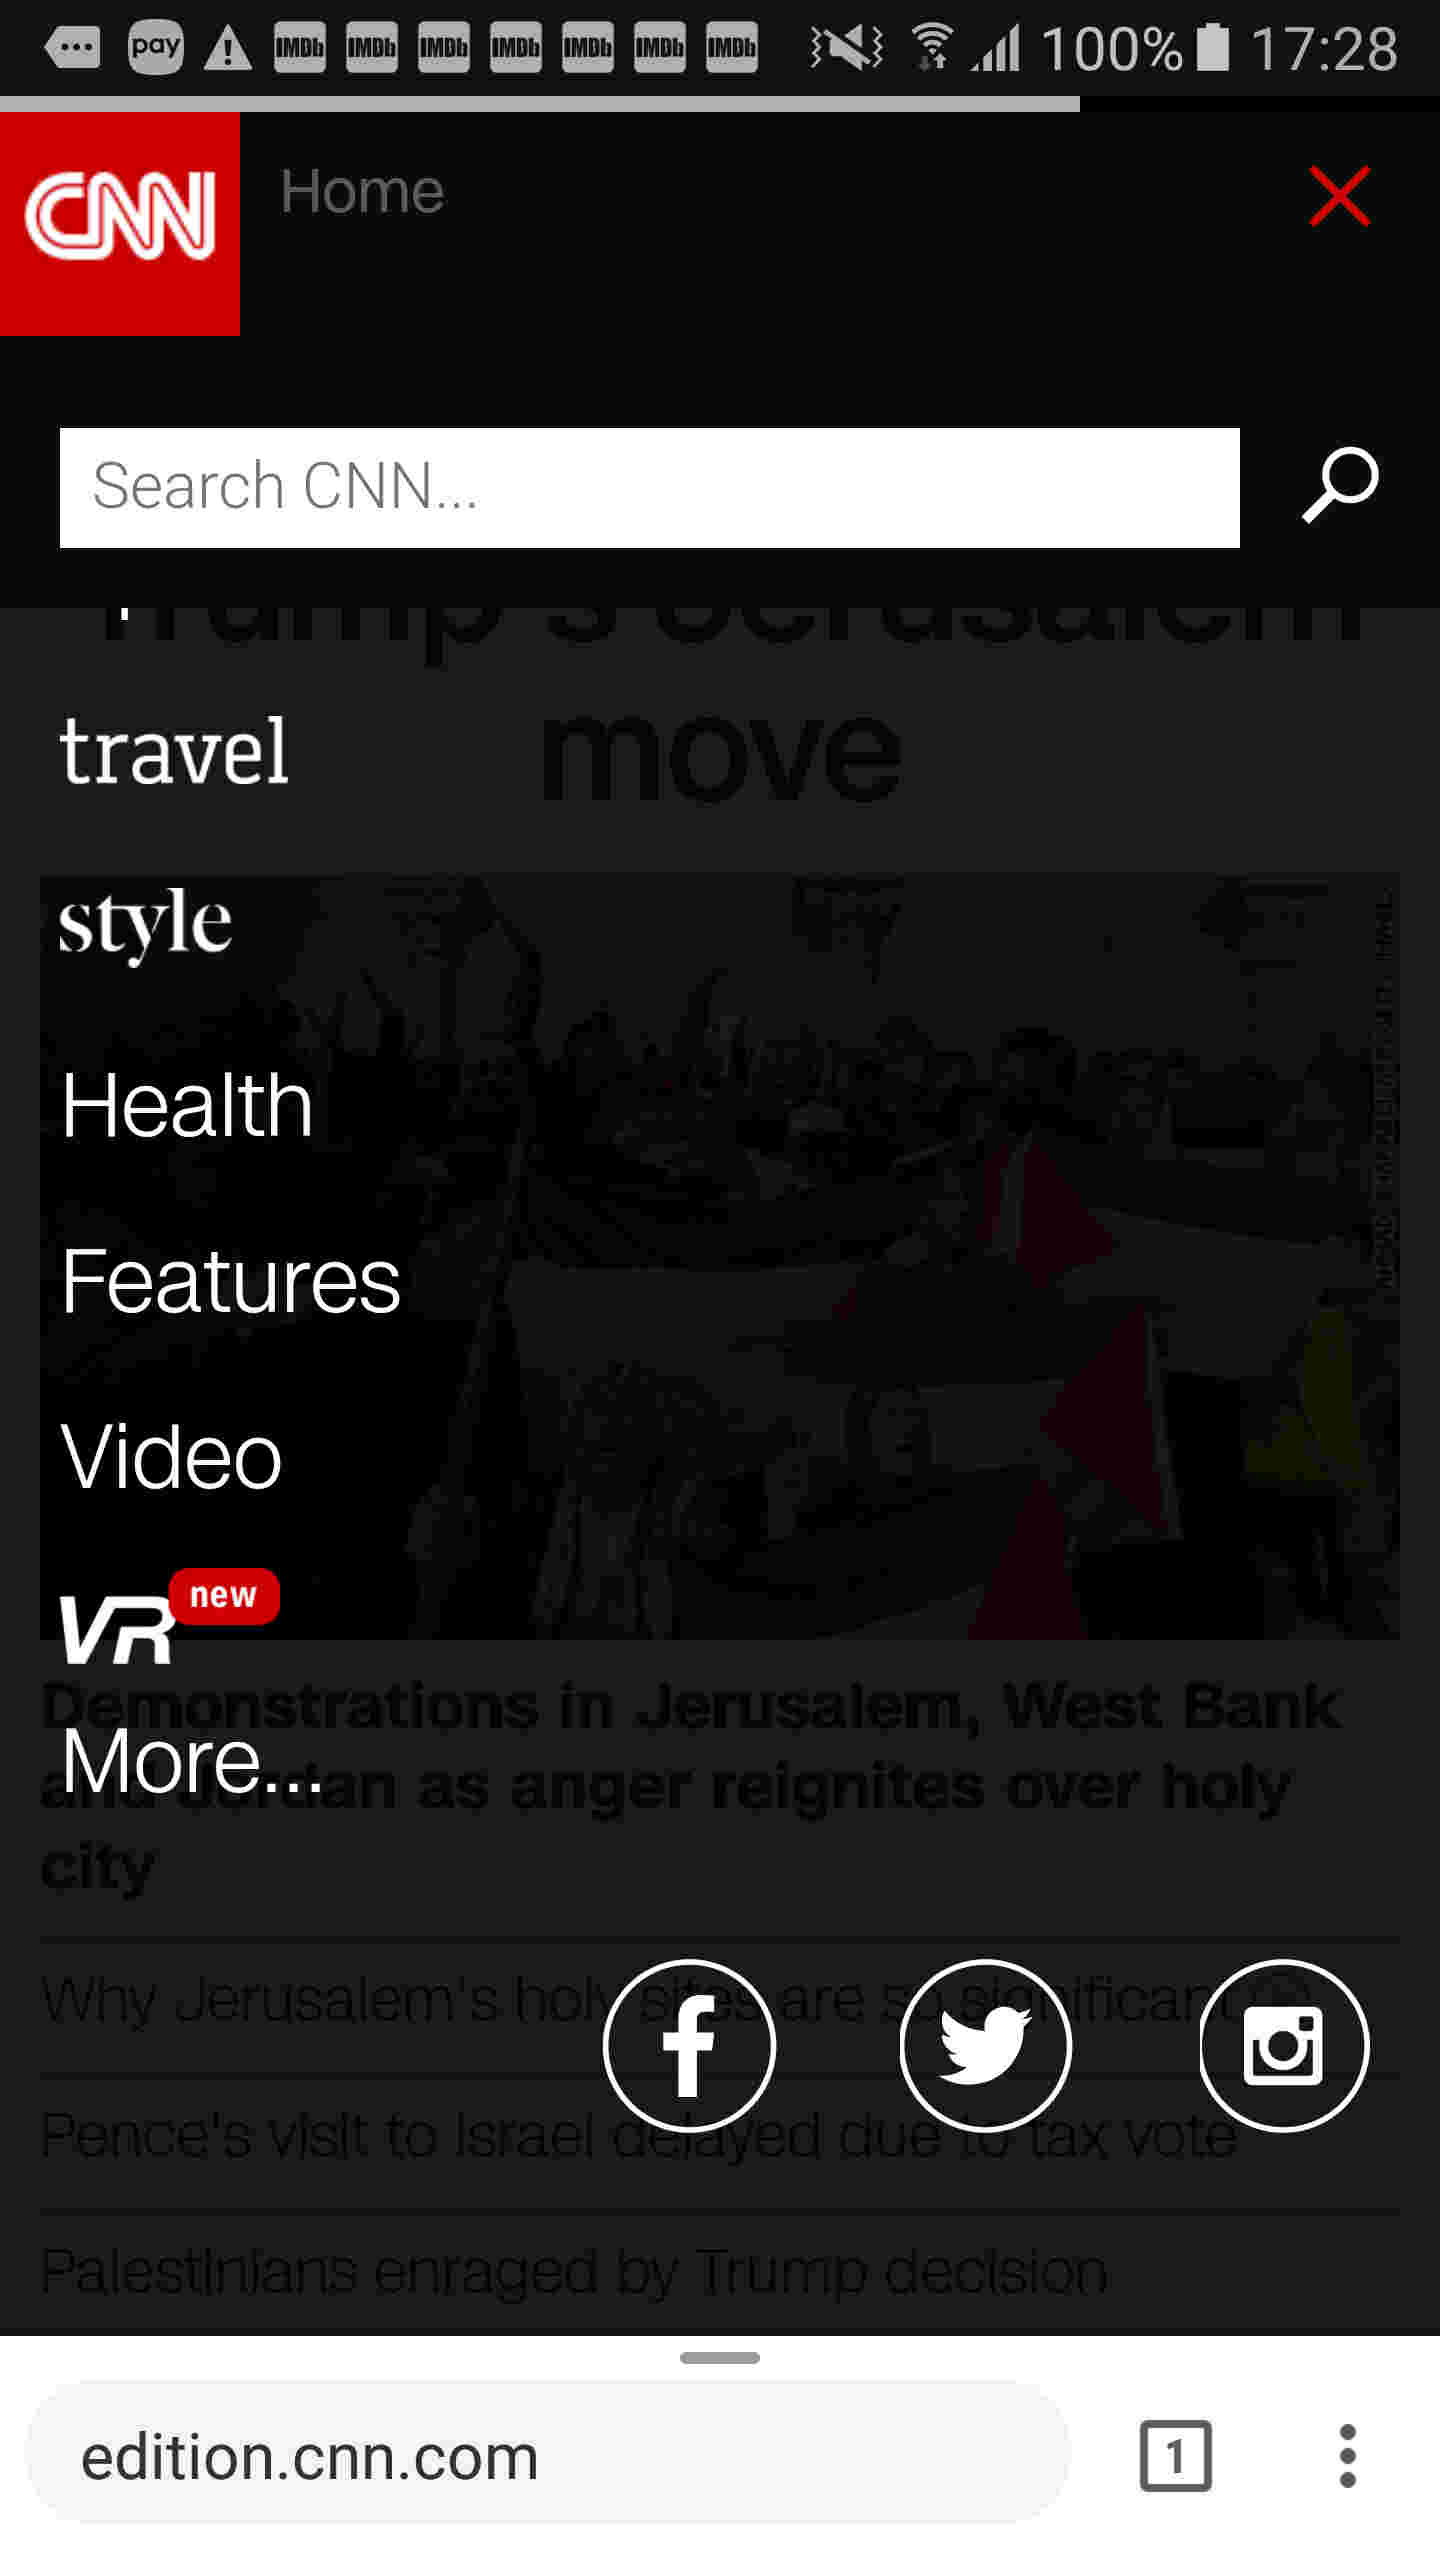 pay IMDb IMDb IMDb IMDb IMDb IMDb IMDb 100% 17:28
CNN Home
Search CNN...
Trump's Jerusalem
move
travel
style
Health
Features
Video
VR new
Demonstrations in Jerusalem, West Bank
More...
and Jordan as anger reignites over holy
city
Why Jerusalem's holy sites are so significant
Pence's visit to Israel delayed due to tax vote
Palestinians enraged by Trump decision
edition.cnn.com
1